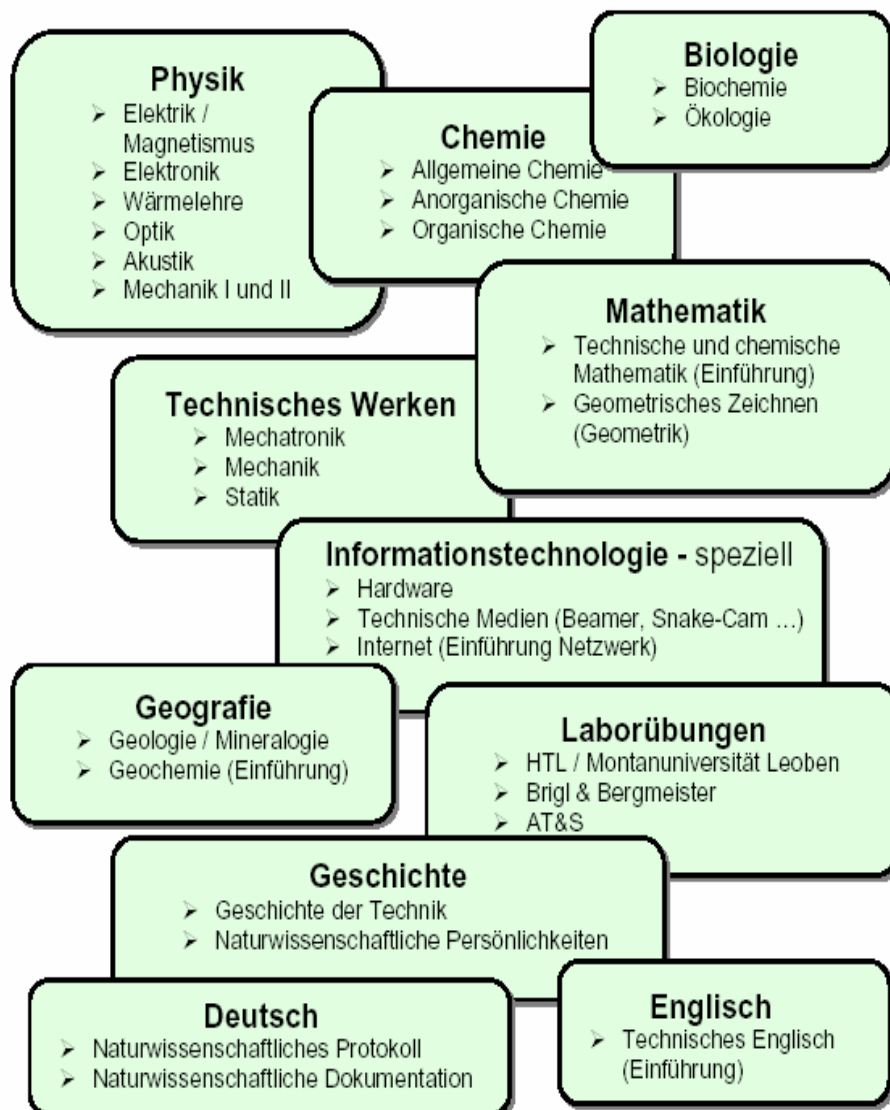 Physik
➢ Elektrik /
Magnetismus
➢ Elektronik
➢ Wärmelehre
➢ Optik
➢ Akustik
➢ Mechanik I und II
Chemie
➢ Allgemeine Chemie
➢ Anorganische Chemie
➢ Organische Chemie
Biologie
➢ Biochemie
➢ Ökologie
Mathematik
➢ Technische und chemische
Mathematik (Einführung)
➢ Geometrisches Zeichnen
(Geometrik)
Technisches Werken
➢ Mechatronik
➢ Mechanik
➢ Statik
Informationstechnologie - speziell
➢ Hardware
➢ Technische Medien (Beamer, Snake-Cam …)
➢ Internet (Einführung Netzwerk)
Geografie
➢ Geologie / Mineralogie
➢ Geochemie (Einführung)
Laborübungen
➢ HTL / Montanuniversität Leoben
➢ Brigl & Bergmeister
➢ AT&S
Geschichte
➢ Geschichte der Technik
➢ Naturwissenschaftliche Persönlichkeiten
Deutsch
➢ Naturwissenschaftliches Protokoll
➢ Naturwissenschaftliche Dokumentation
Englisch
➢ Technisches Englisch
(Einführung)